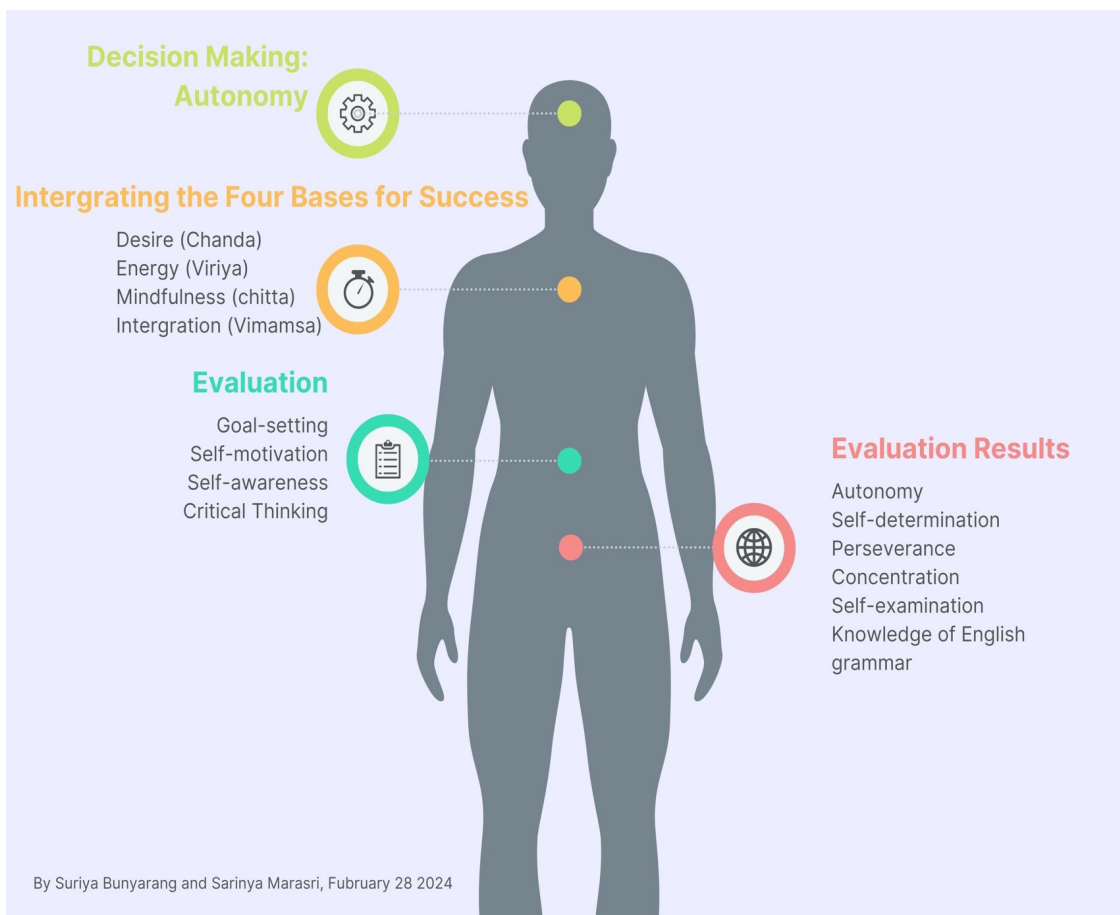 Decision Making:
Autonomy
Intergrating the Four Bases for Success
Desire (Chanda)
Energy (Viriya)
Mindfulness (chitta)
Intergration (Vimamsa)
Evaluation
Goal-setting
Self-motivation
Self-awareness
Critical Thinking
Evaluation Results
Autonomy
Self-determination
Perseverance
Concentration
Self-examination
Knowledge of English
grammar
By Suriya Bunyarang and Sarinya Marasri, Fubruary 28 2024